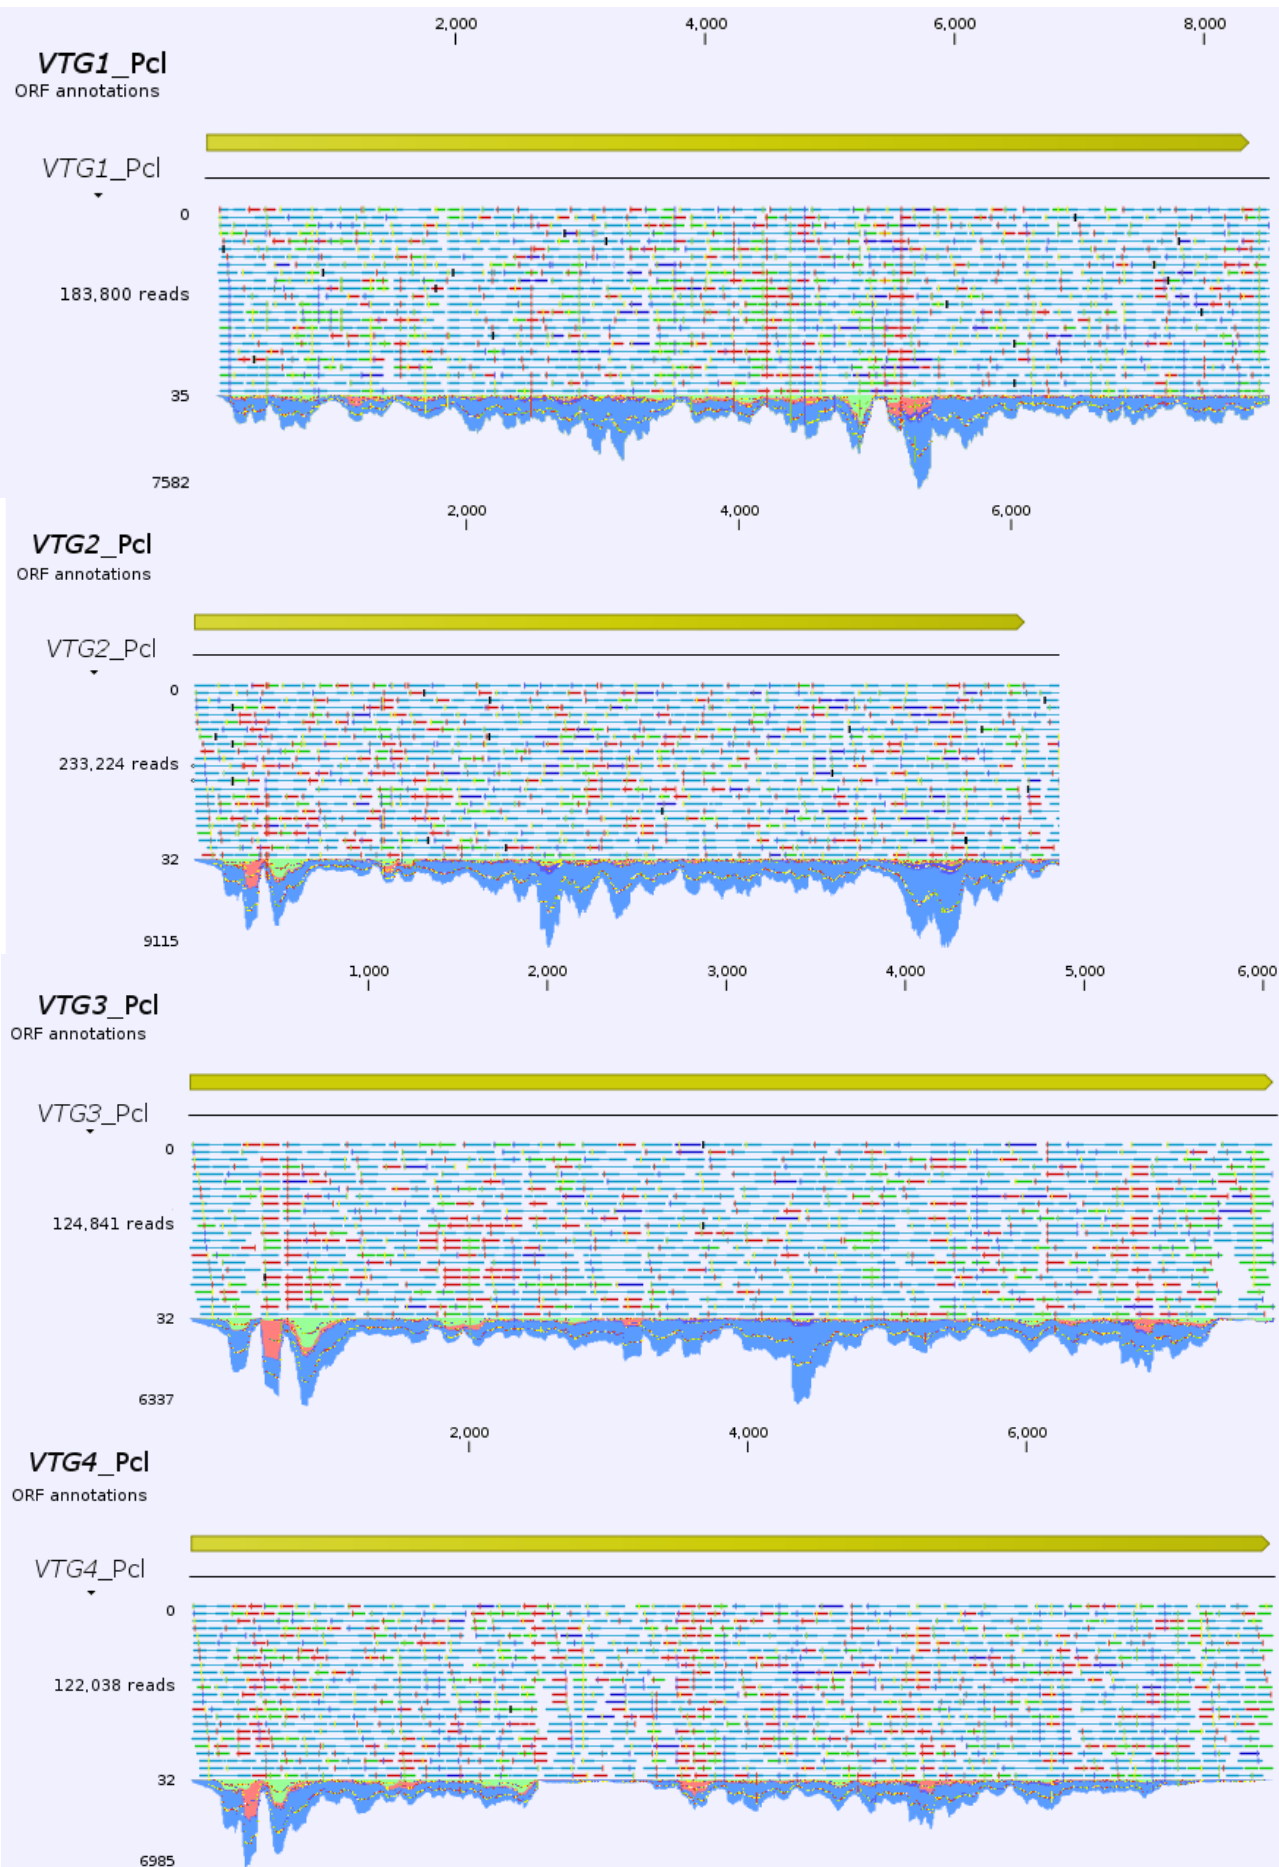 2,000 4,000 6,000 8,000
VTG1_Pcl
ORF annotations
VTG1_Pcl
0
183,800 reads
35
7582
2,000 4,000 6,000
VTG2_Pcl
ORF annotations
VTG2_Pcl
0
233,224 reads
32
9115
1,000 2,000 3,000 4,000 5,000 6,000
VTG3_Pcl
ORF annotations
VTG3_Pcl
0
124,841 reads
32
6337
2,000 4,000 6,000
VTG4_Pcl
ORF annotations
VTG4_Pcl
0
122,038 reads
32
6985